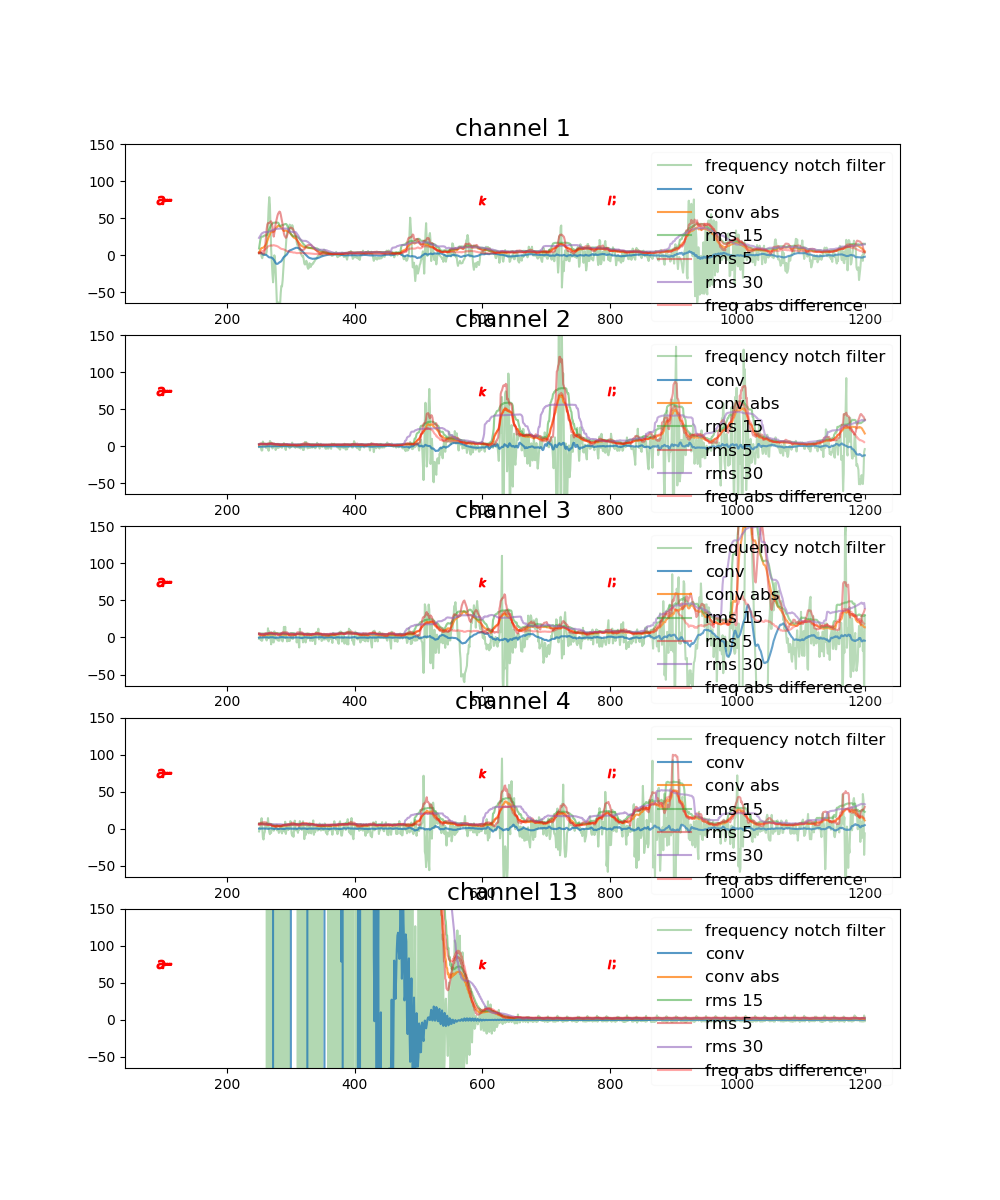 channel 1
150
100
50
0
−50
a k l;
frequency notch filter
conv
conv abs
rms 15
rms 5
rms 30
freq abs difference
200 400 600 800 1000 1200
channel 2
150
100
50
0
−50
a k l;
frequency notch filter
conv
conv abs
rms 15
rms 5
rms 30
freq abs difference
200 400 600 800 1000 1200
channel 3
150
100
50
0
−50
a k l;
frequency notch filter
conv
conv abs
rms 15
rms 5
rms 30
freq abs difference
200 400 600 800 1000 1200
channel 4
150
100
50
0
−50
a k l;
frequency notch filter
conv
conv abs
rms 15
rms 5
rms 30
freq abs difference
200 400 600 800 1000 1200
channel 13
150
100
50
0
−50
a k l;
frequency notch filter
conv
conv abs
rms 15
rms 5
rms 30
freq abs difference
200 400 600 800 1000 1200